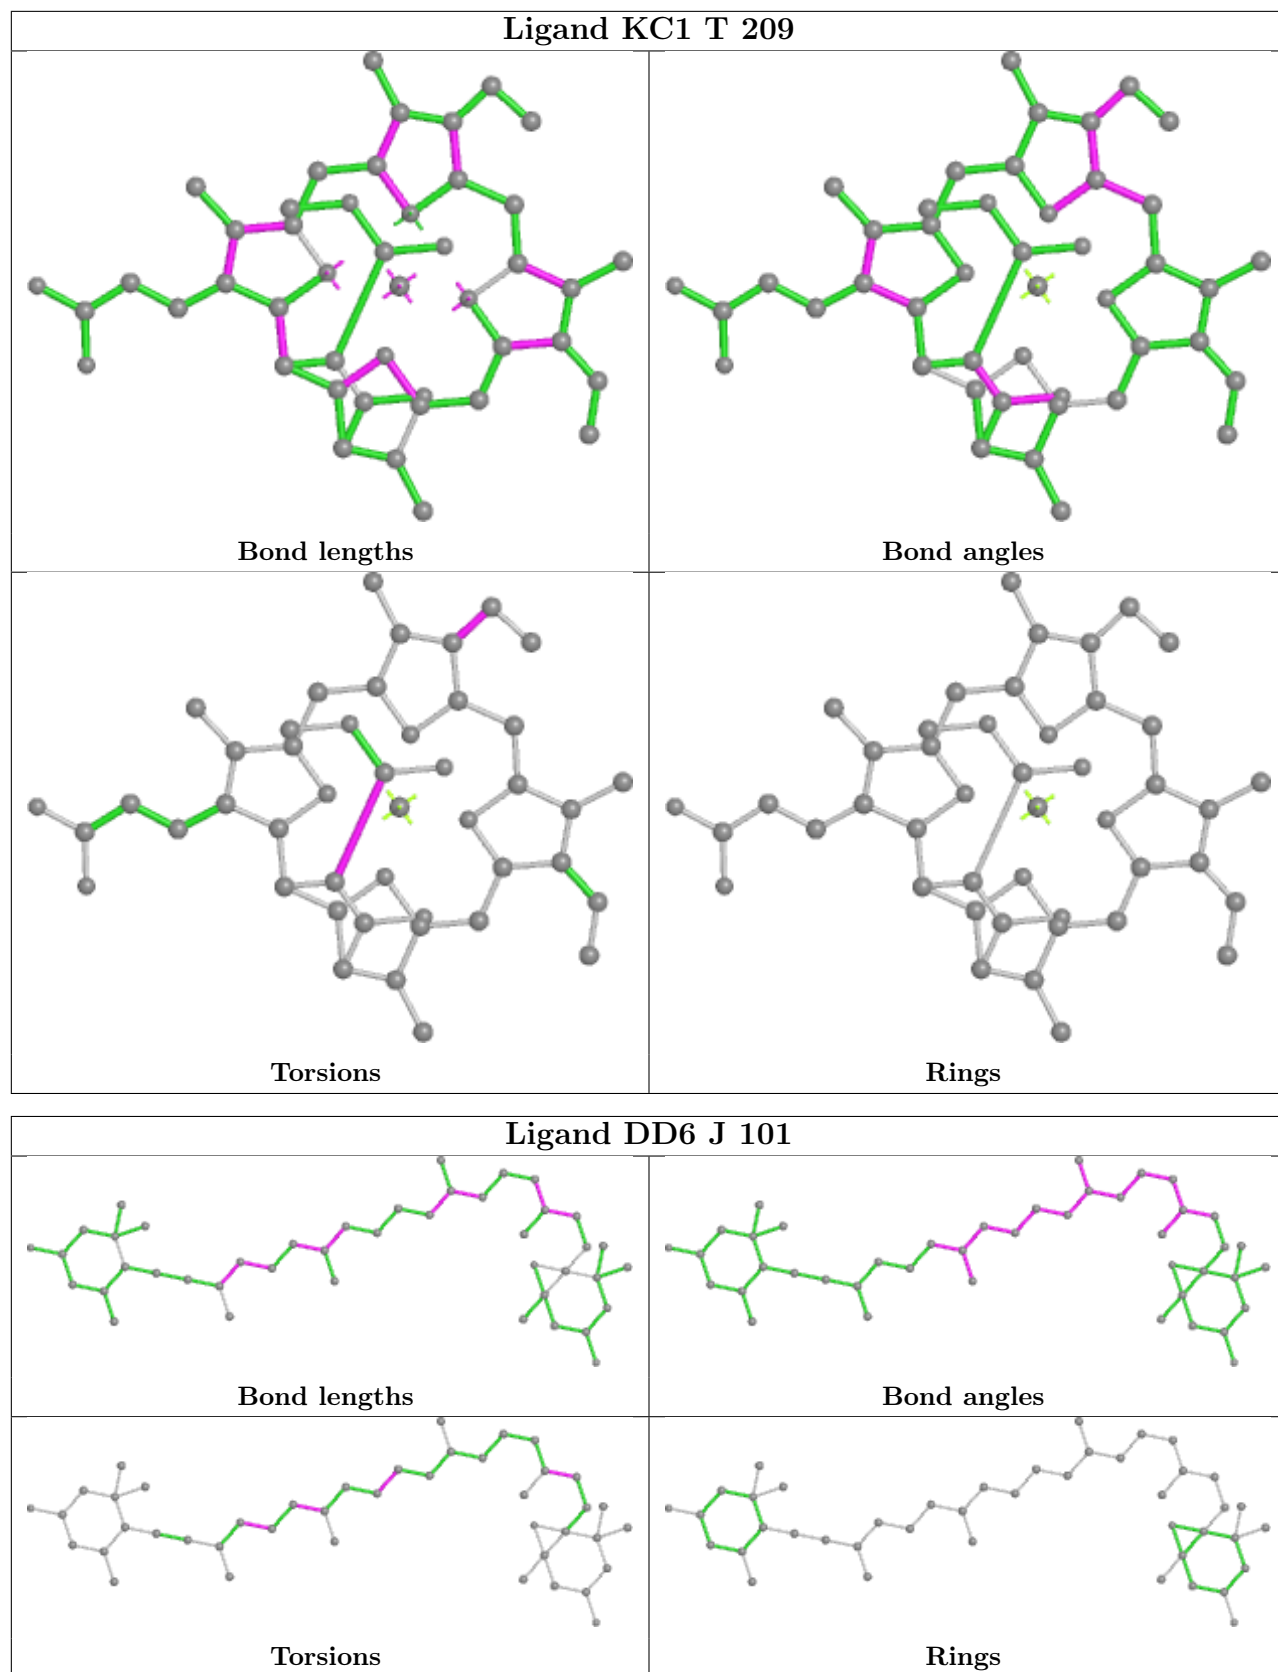 Ligand KC1 T 209
Bond lengths
Bond angles
Torsions
Rings
Ligand DD6 J 101
Bond lengths
Bond angles
Torsions
Rings